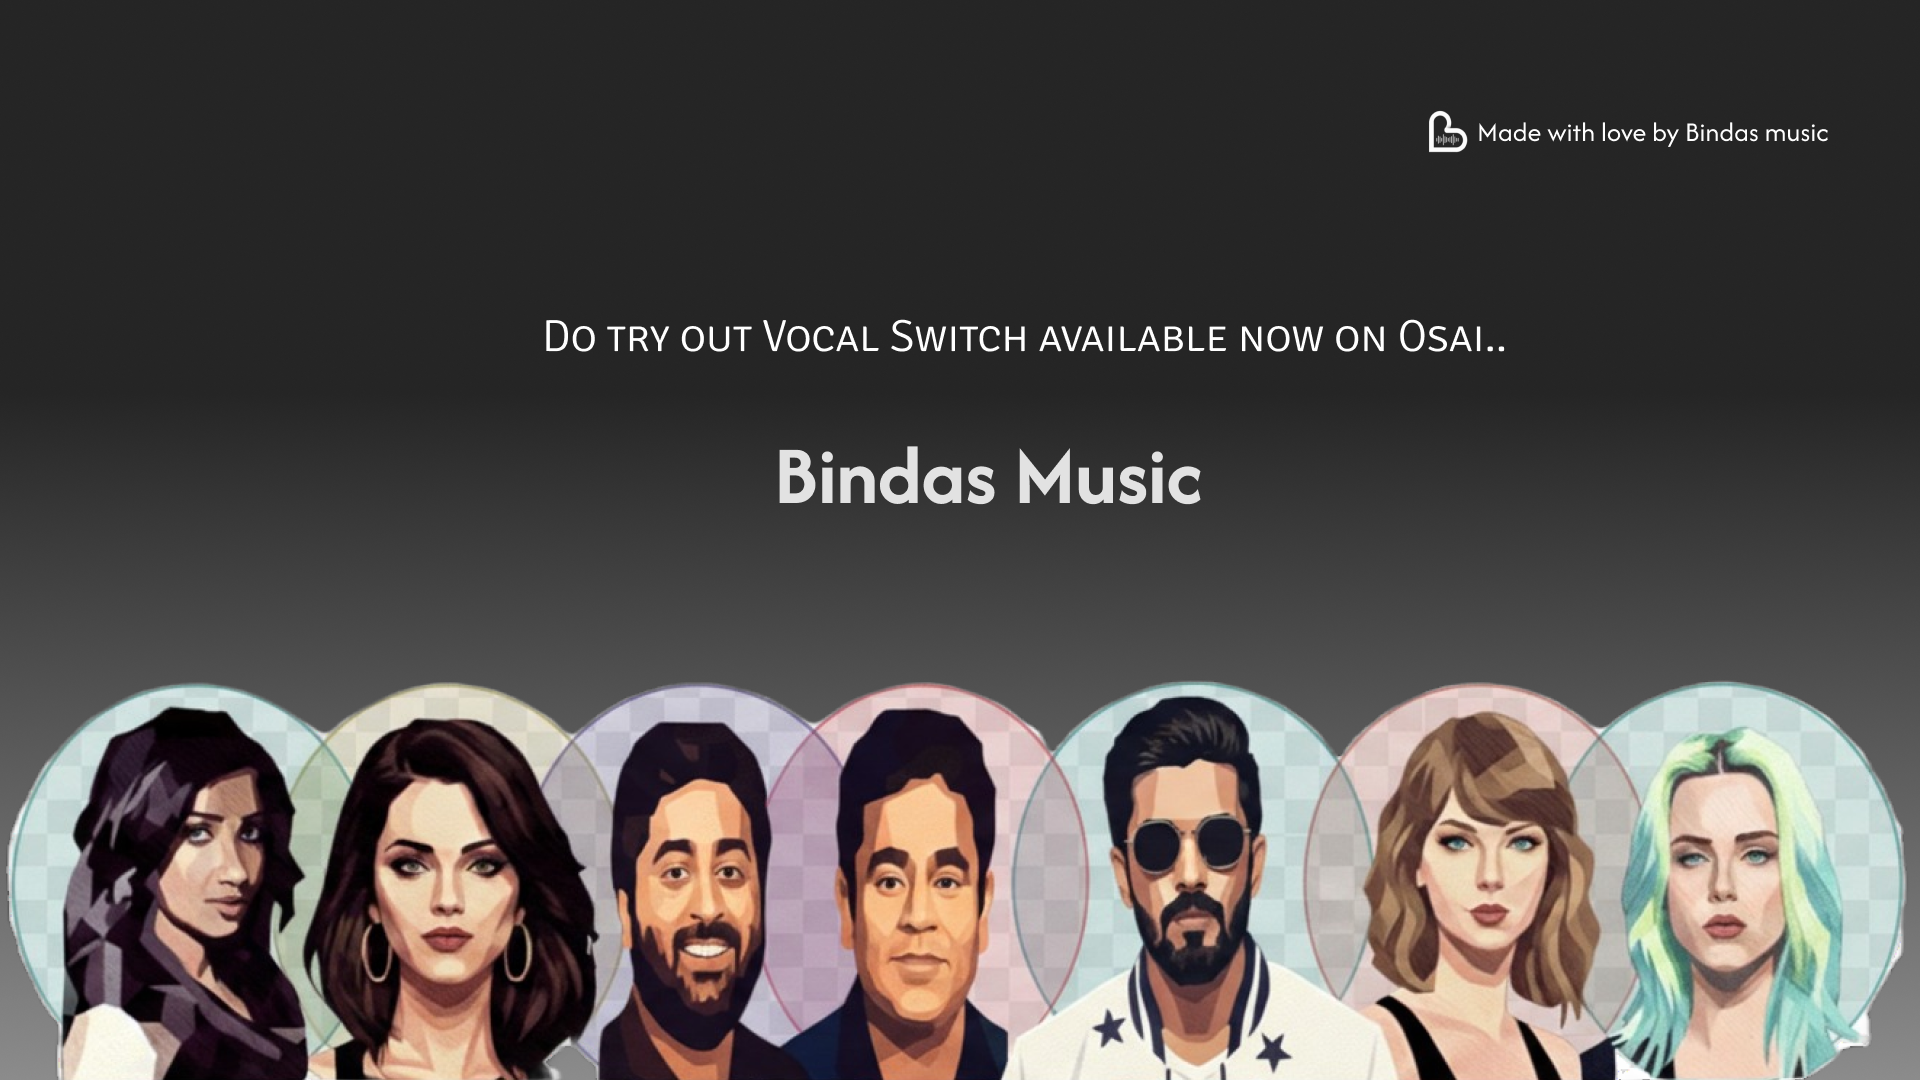 Made with love by Bindas music
Do try out Vocal Switch available now on Osai..
Bindas Music